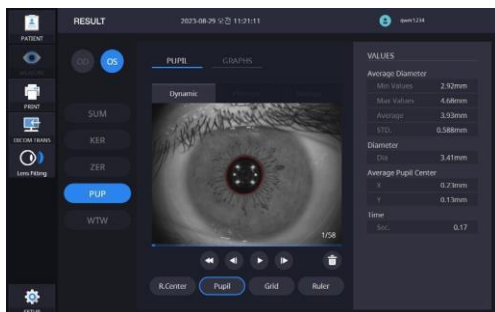 RESULT
2023-08-29 오전 11:21:11
qwer1234
PATIENT
PRINT
DICOM TRANS
Lens Fitting
OD
OS
SUM
KER
ZER
PUP
WTW
PUPIL
GRAPHS
Dynamic
1/58
R.Center
Pupil
Grid
Ruler
VALUES
Average Diameter
Min Values 2.92mm
Max Values 4.68mm
Average 3.93mm
STD. 0.588mm
Diameter
Dia 3.41mm
Average Pupil Center
X 0.23mm
Y 0.13mm
Time
Sec. 0.17